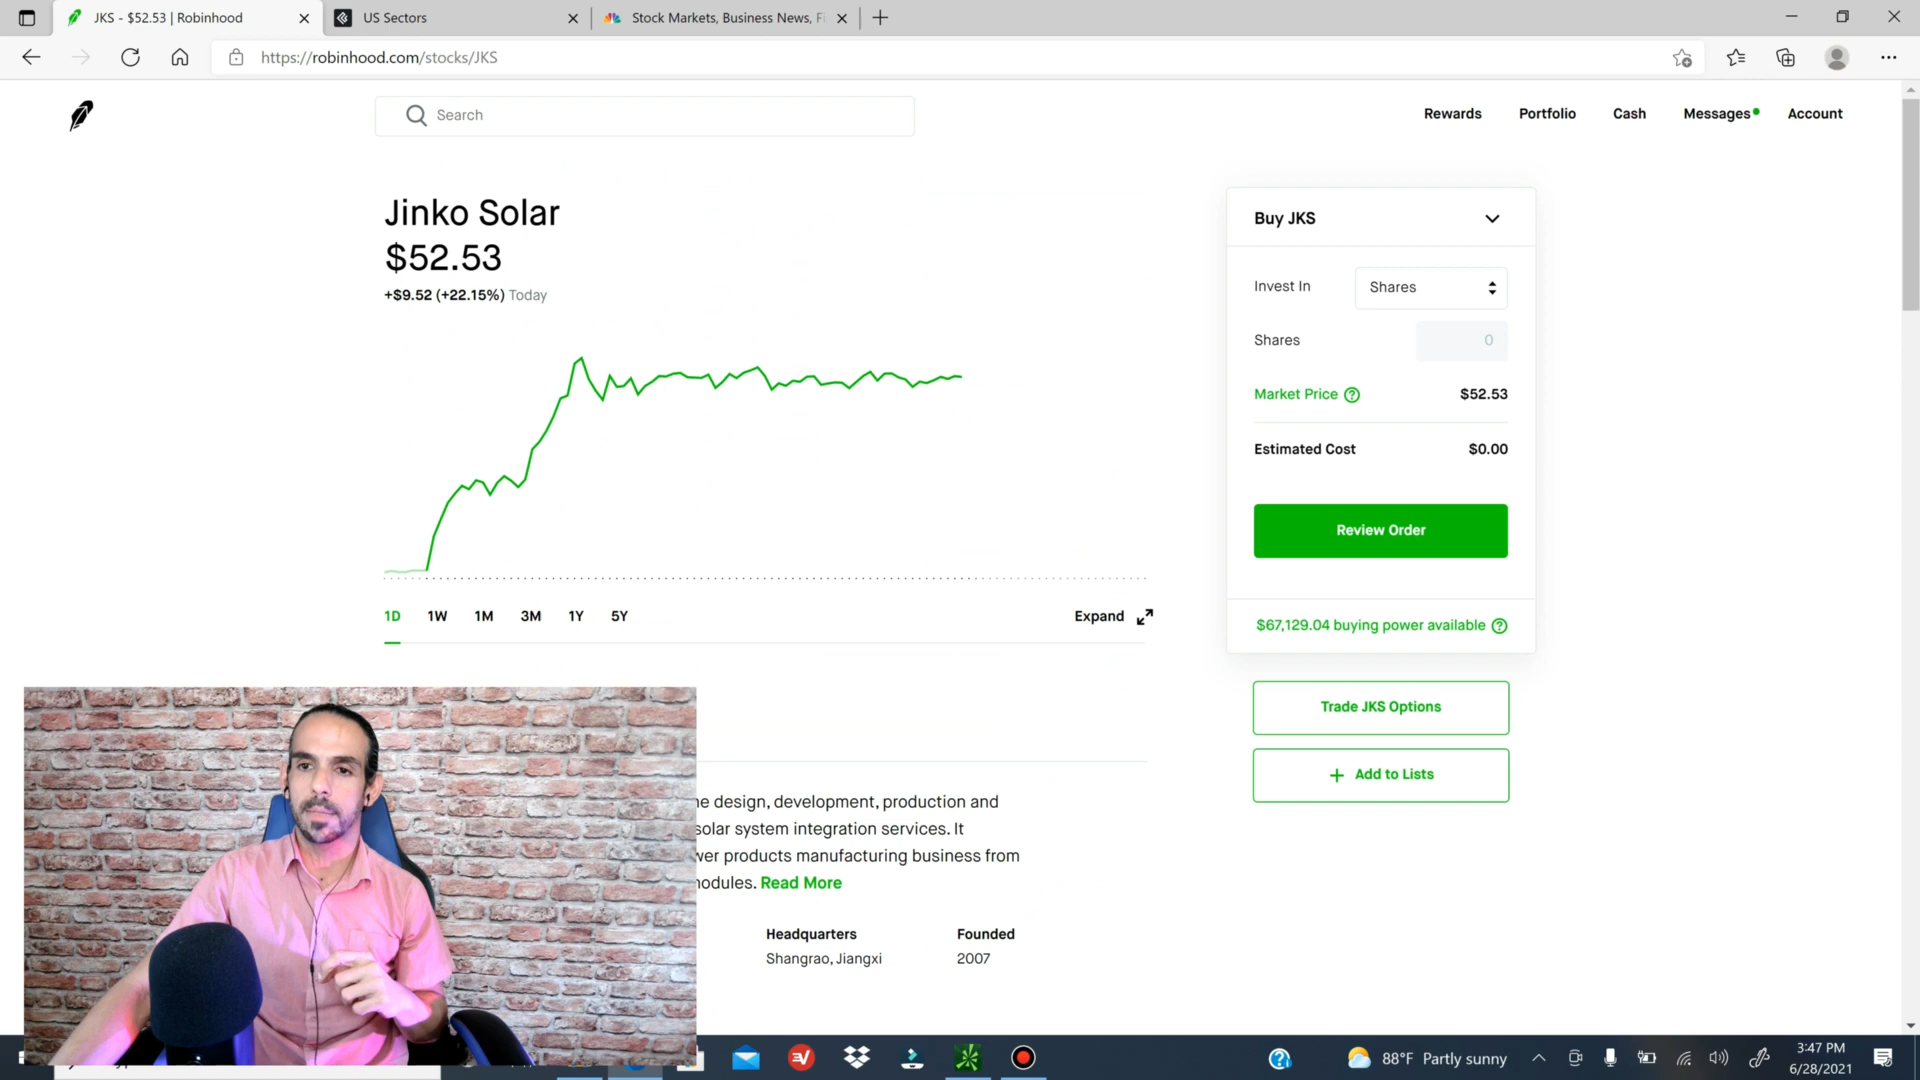 JKS - $52.53 | Robinhood
US Sectors
Stock Markets, Business News, Fi
https://robinhood.com/stocks/JKS
Search
Rewards
Portfolio
Cash
Messages
Account
Jinko Solar
$52.53
+$9.52 (+22.15%) Today
1D
1W
1M
3M
1Y
5Y
Expand
Buy JKS
Invest In
Shares
Shares
0
Market Price
$52.53
Estimated Cost
$0.00
Review Order
$67,129.04 buying power available
Trade JKS Options
+ Add to Lists
e design, development, production and
solar system integration services. It
wer products manufacturing business from
modules. Read More
Headquarters
Shangrao, Jiangxi
Founded
2007
88°F Partly sunny
3:47 PM
6/28/2021